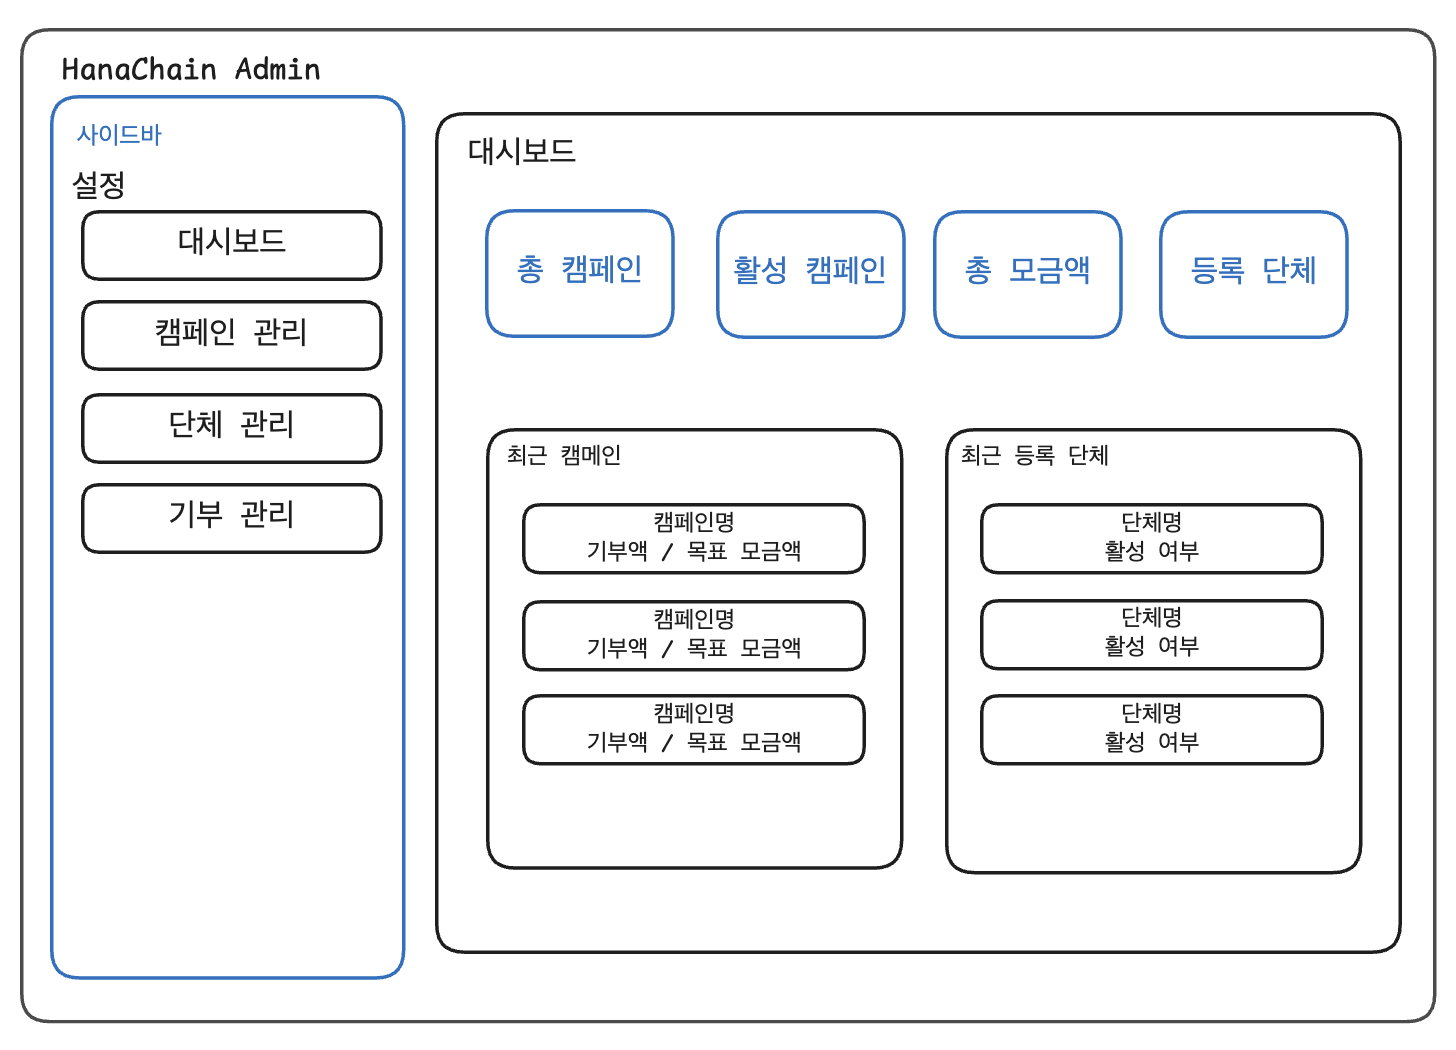 HanaChain Admin
사이드바
설정
대시보드
캠페인 관리
단체 관리
기부 관리
대시보드
총 캠페인
활성 캠페인
총 모금액
등록 단체
최근 캠메인
캠페인명
기부액 / 목표 모금액
캠페인명
기부액 / 목표 모금액
캠페인명
기부액 / 목표 모금액
최근 등록 단체
단체명
활성 여부
단체명
활성 여부
단체명
활성 여부